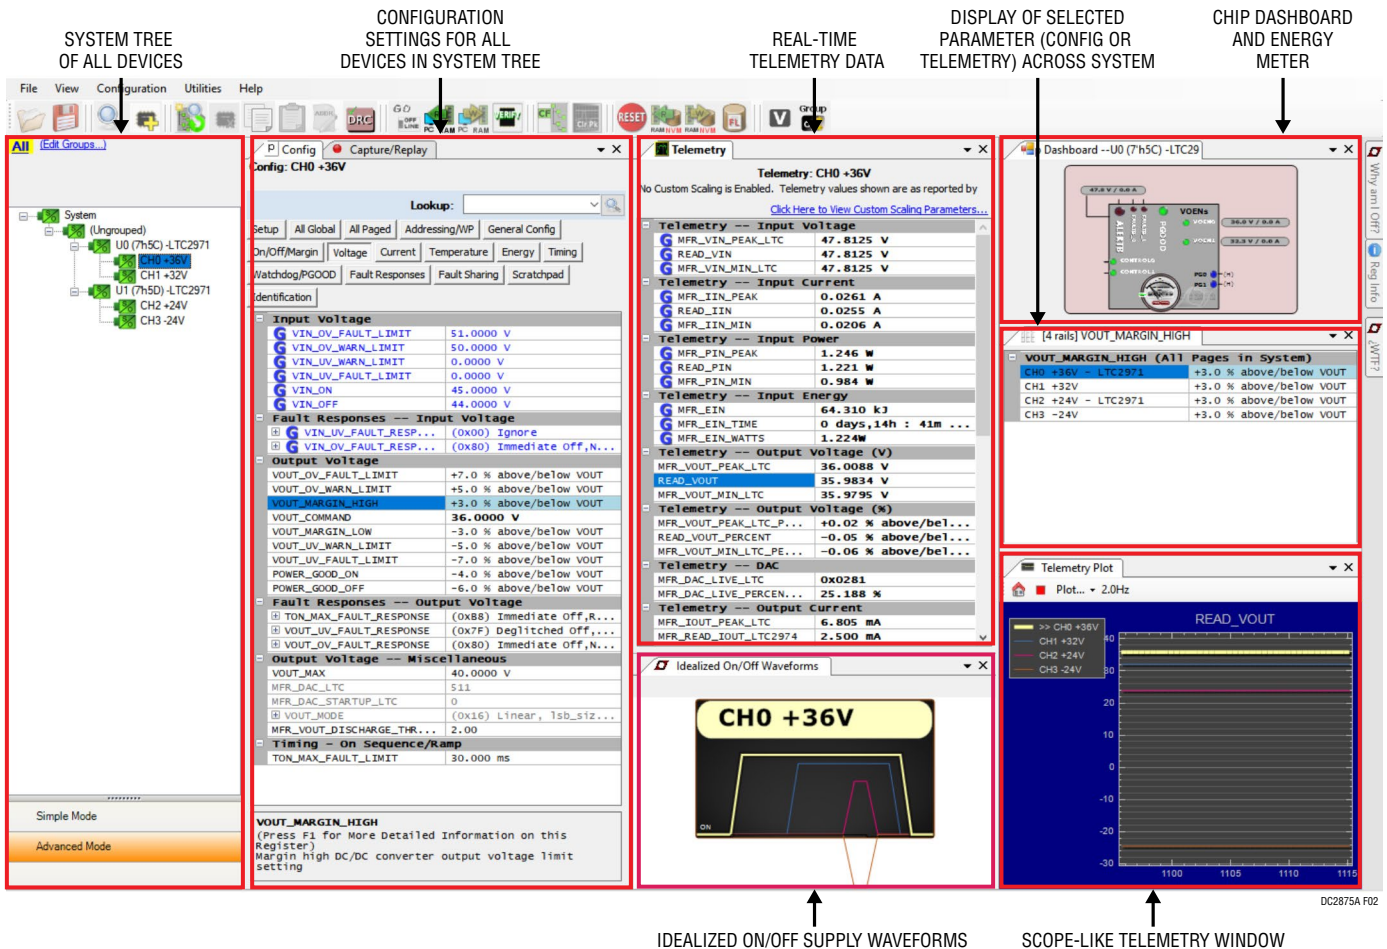 SYSTEM TREE
OF ALL DEVICES
CONFIGURATION
SETTINGS FOR ALL
DEVICES IN SYSTEM TREE
REAL-TIME
TELEMETRY DATA
DISPLAY OF SELECTED
PARAMETER (CONFIG OR
TELEMETRY) ACROSS SYSTEM
CHIP DASHBOARD
AND ENERGY
METER
File View Configuration Utilities Help
All (Edit Groups...)
System
(Ungrouped)
U0 (7h5C) -LTC2971
CH0 +36V
CH1 +32V
U1 (7h5D) -LTC2971
CH2 +24V
CH3 -24V
Simple Mode
Advanced Mode
Config Capture/Replay
Config: CH0 +36V
Lookup:
Setup All Global All Paged Addressing/WP General Config
On/Off/Margin Voltage Current Temperature Energy Timing
Watchdog/PGOOD Fault Responses Fault Sharing Scratchpad
Identification
Input Voltage
VIN_OV_FAULT_LIMIT 51.0000 V
VIN_OV_WARN_LIMIT 50.0000 V
VIN_UV_WARN_LIMIT 0.0000 V
VIN_UV_FAULT_LIMIT 0.0000 V
VIN_ON 45.0000 V
VIN_OFF 44.0000 V
Fault Responses -- Input Voltage
VIN_UV_FAULT_RESP... (0x00) Ignore
VIN_OV_FAULT_RESP... (0x80) Immediate Off,N...
Output Voltage
VOUT_OV_FAULT_LIMIT +7.0 % above/below VOUT
VOUT_OV_WARN_LIMIT +5.0 % above/below VOUT
VOUT_MARGIN_HIGH +3.0 % above/below VOUT
VOUT_COMMAND 36.0000 V
VOUT_MARGIN_LOW -3.0 % above/below VOUT
VOUT_UV_WARN_LIMIT -5.0 % above/below VOUT
VOUT_UV_FAULT_LIMIT -7.0 % above/below VOUT
POWER_GOOD_ON -4.0 % above/below VOUT
POWER_GOOD_OFF -6.0 % above/below VOUT
Fault Responses -- Output Voltage
TON_MAX_FAULT_RESPONSE (0xB8) Immediate Off,R...
VOUT_UV_FAULT_RESPONSE (0x7F) Deglitched Off,...
VOUT_OV_FAULT_RESPONSE (0x80) Immediate Off,N...
Output Voltage -- Miscellaneous
VOUT_MAX 40.0000 V
MFR_DAC_LTC 511
MFR_DAC_STARTUP_LTC 0
VOUT_MODE (0x16) Linear, lsb_siz...
MFR_VOUT_DISCHARGE_THR... 2.00
Timing - On Sequence/Ramp
TON_MAX_FAULT_LIMIT 30.000 ms
VOUT_MARGIN_HIGH
(Press F1 for More Detailed Information on this
Register)
Margin high DC/DC converter output voltage limit
setting
Telemetry
Telemetry: CH0 +36V
No Custom Scaling is Enabled. Telemetry values shown are as reported by
Click Here to View Custom Scaling Parameters...
Telemetry -- Input Voltage
MFR_VIN_PEAK_LTC 47.8125 V
READ_VIN 47.8125 V
MFR_VIN_MIN_LTC 47.8125 V
Telemetry -- Input Current
MFR_IIN_PEAK 0.0261 A
READ_IIN 0.0255 A
MFR_IIN_MIN 0.0206 A
Telemetry -- Input Power
MFR_PIN_PEAK 1.246 W
READ_PIN 1.221 W
MFR_PIN_MIN 0.984 W
Telemetry -- Input Energy
MFR_EIN 64.310 kJ
MFR_EIN_TIME 0 days,14h : 41m ...
MFR_EIN_WATTS 1.224W
Telemetry -- Output Voltage (V)
MFR_VOUT_PEAK_LTC 36.0088 V
READ_VOUT 35.9834 V
MFR_VOUT_MIN_LTC 35.9795 V
Telemetry -- Output Voltage (%)
MFR_VOUT_PEAK_LTC_P... +0.02 % above/bel...
READ_VOUT_PERCENT -0.05 % above/bel...
MFR_VOUT_MIN_LTC_PE... -0.06 % above/bel...
Telemetry -- DAC
MFR_DAC_LIVE_LTC 0x0281
MFR_DAC_LIVE_PERCEN... 25.188 %
Telemetry -- Output Current
MFR_IOUT_PEAK_LTC 6.805 mA
MFR_READ_IOUT_LTC2974 2.500 mA
Idealized On/Off Waveforms
CH0 +36V
ON
Dashboard --U0 (7'h5C) -LTC29
47.8 V / 0.0 A
VOENs
VOEN0 36.0 V / 0.0 A
VOEN1 32.3 V / 0.0 A
ALERTB
PGOOD
CONTROL0
CONTROL1
PG0 (H)
PG1 (H)
[4 rails] VOUT_MARGIN_HIGH
VOUT_MARGIN_HIGH (All Pages in System)
CH0 +36V - LTC2971 +3.0 % above/below VOUT
CH1 +32V +3.0 % above/below VOUT
CH2 +24V - LTC2971 +3.0 % above/below VOUT
CH3 -24V +3.0 % above/below VOUT
Telemetry Plot
Plot... 2.0Hz
READ_VOUT
>> CH0 +36V
CH1 +32V
CH2 +24V
CH3 -24V
40
30
20
10
0
-10
-20
-30
1100 1105 1110 1115
Why am I Off?
Reg Info
¿WTF?
DC2875A F02
IDEALIZED ON/OFF SUPPLY WAVEFORMS
SCOPE-LIKE TELEMETRY WINDOW